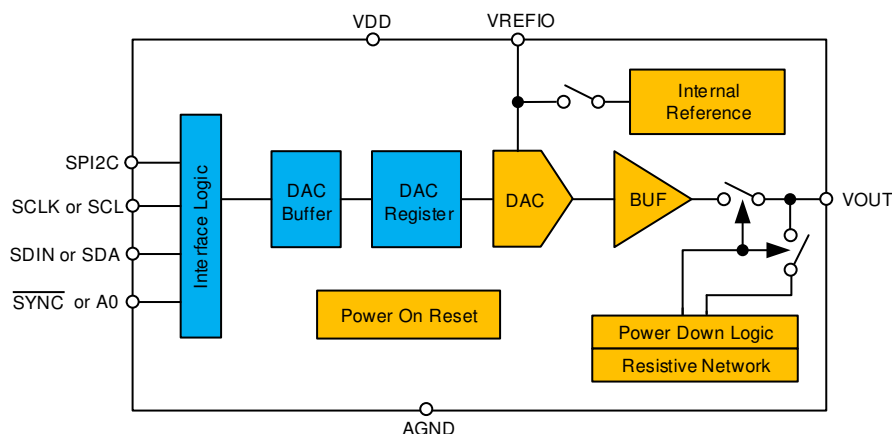 VDD
VREFIO
Internal
Reference
SPI2C
SCLK or SCL
SDIN or SDA
SYNC or A0
Interface Logic
DAC
Buffer
DAC
Register
DAC
BUF
VOUT
Power On Reset
Power Down Logic
Resistive Network
AGND